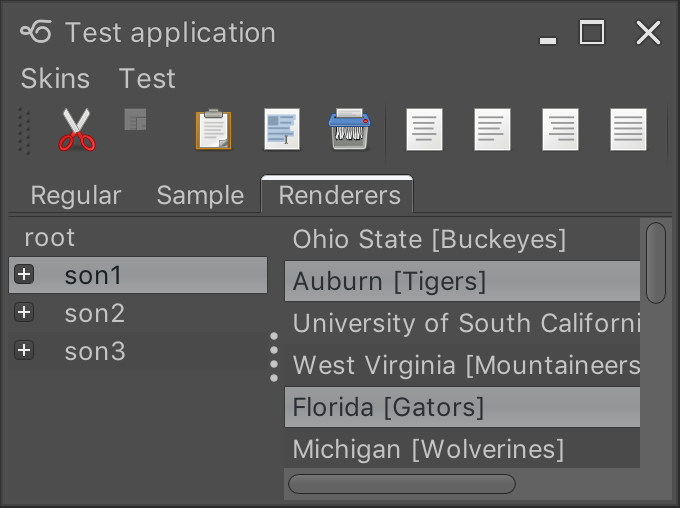 Test application
Skins Test
Regular Sample Renderers
root
son1
son2
son3
Ohio State [Buckeyes]
Auburn [Tigers]
University of South Californi
West Virginia [Mountaineers
Florida [Gators]
Michigan [Wolverines]